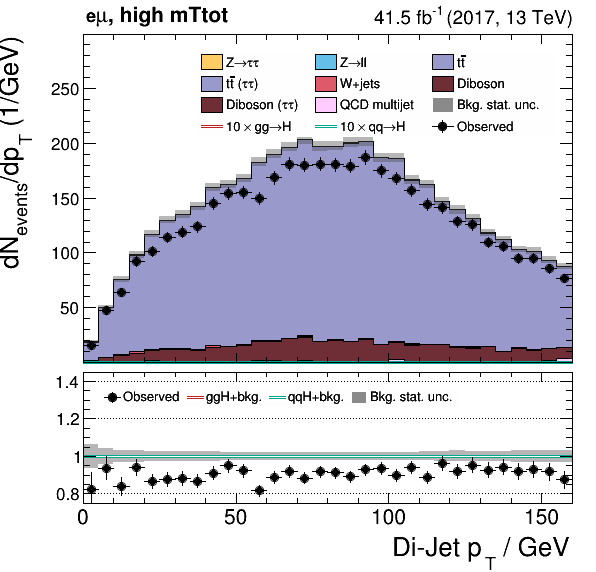 eμ, high mTtot 41.5 fb⁻¹ (2017, 13 TeV)
dN_events/dp_T (1/GeV)
Z→ττ Z→ll tt̄
tt̄ (ττ) W+jets Diboson
Diboson (ττ) QCD multijet Bkg. stat. unc.
10 × gg→H 10 × qq→H Observed
250
200
150
100
50
Observed ggH+bkg. qqH+bkg. Bkg. stat. unc.
1.4
1.2
1
0.8
0 50 100 150
Di-Jet p_T / GeV